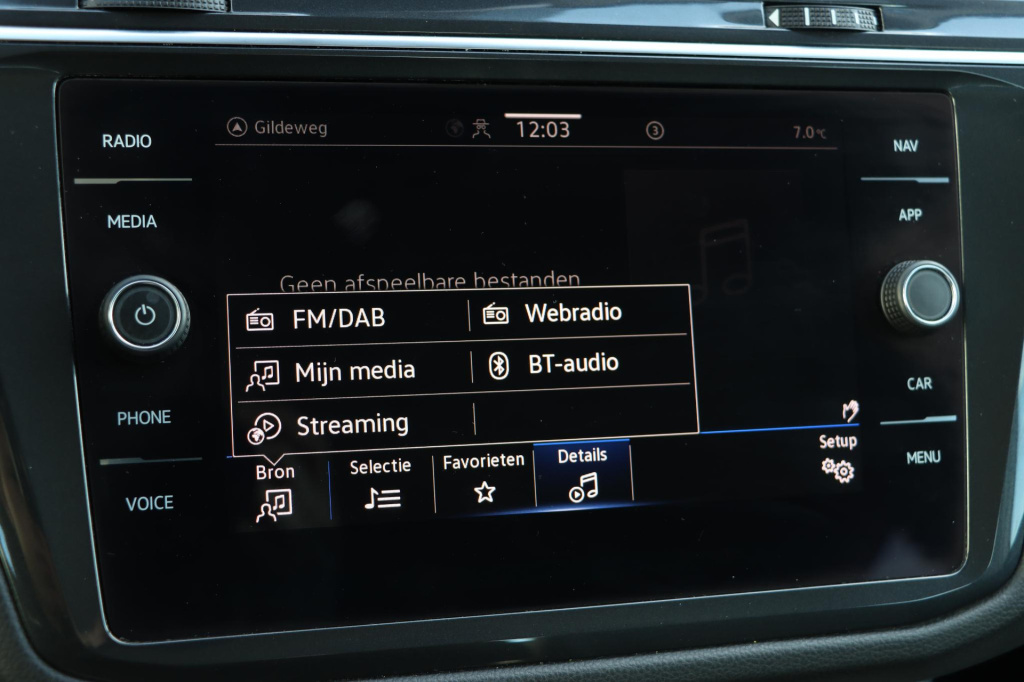 RADIO
MEDIA
PHONE
VOICE
Gildeweg
12:03
3
7.0°C
Geen afspeelbare bestanden
FM/DAB
Webradio
Mijn media
BT-audio
Streaming
Bron
Selectie
Favorieten
Details
Setup
NAV
APP
CAR
MENU